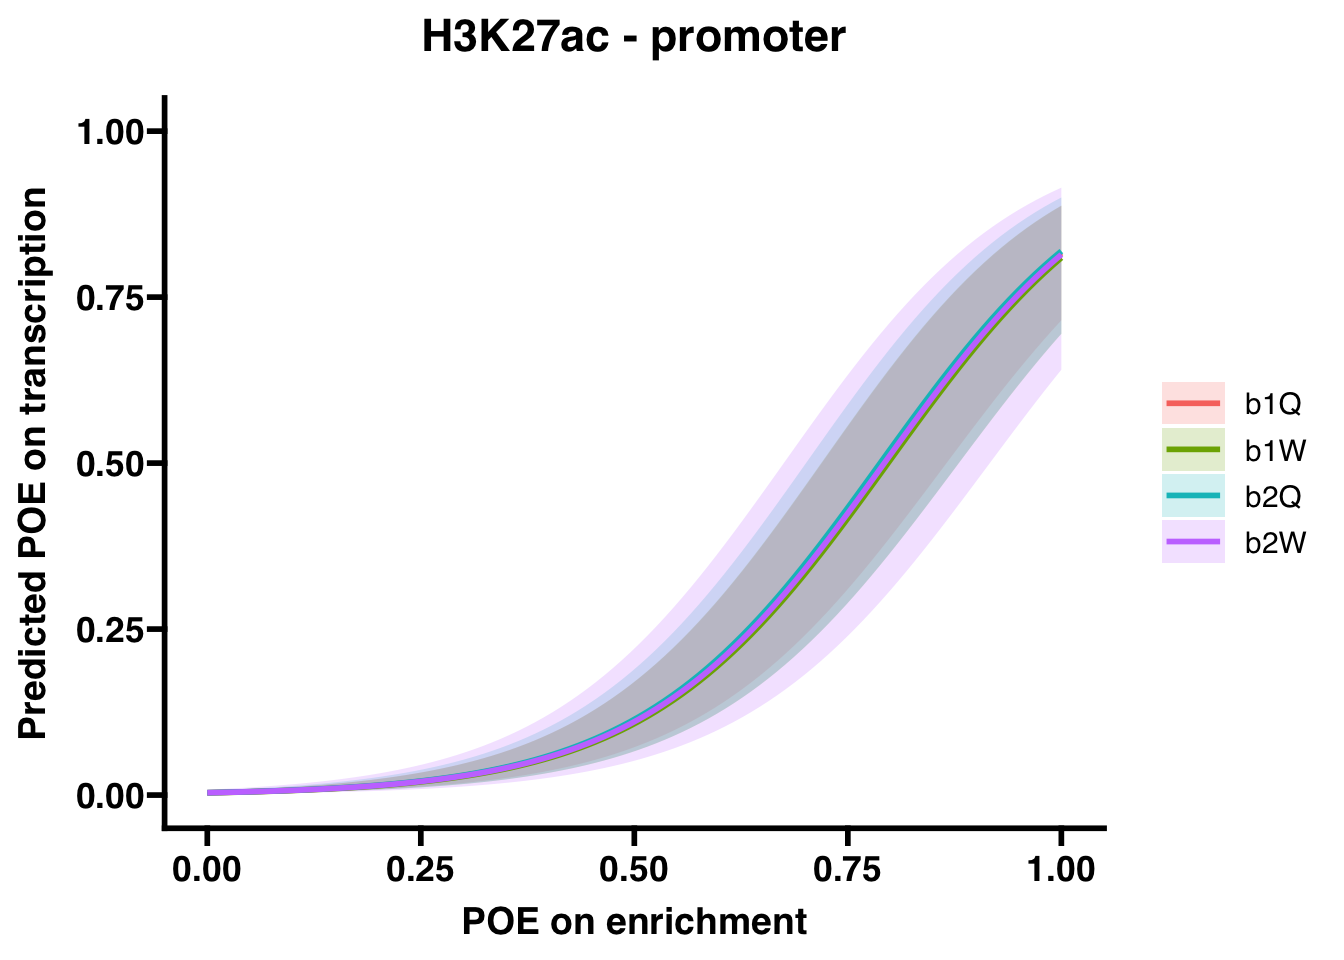 H3K27ac - promoter
Predicted POE on transcription
1.00
0.75
0.50
0.25
0.00
0.00 0.25 0.50 0.75 1.00
POE on enrichment
b1Q
b1W
b2Q
b2W